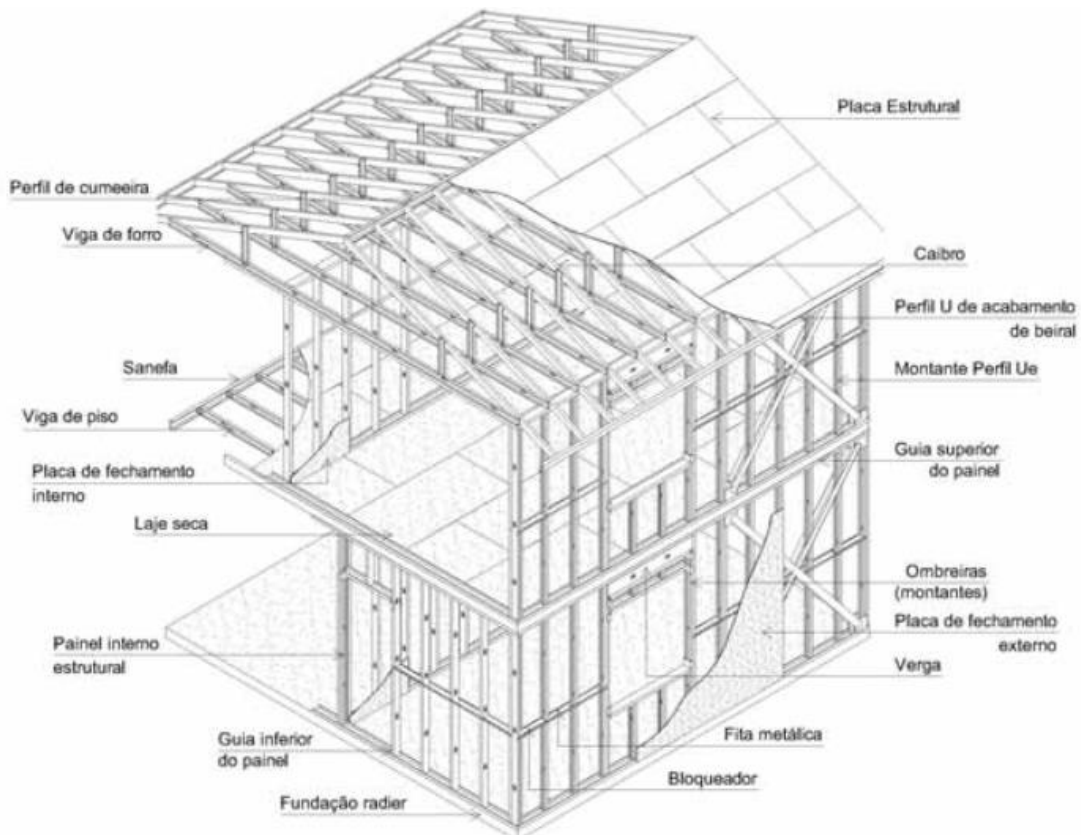 Placa Estrutural
Perfil de cumeeira
Viga de forro
Caibro
Perfil U de acabamento
de beiral
Sanefa
Montante Perfil Ue
Viga de piso
Placa de fechamento
interno
Guia superior
do painel
Laje seca
Ombreiras
(montantes)
Placa de fechamento
externo
Painel interno
estrutural
Verga
Guia inferior
do painel
Fita metálica
Bloqueador
Fundação radier